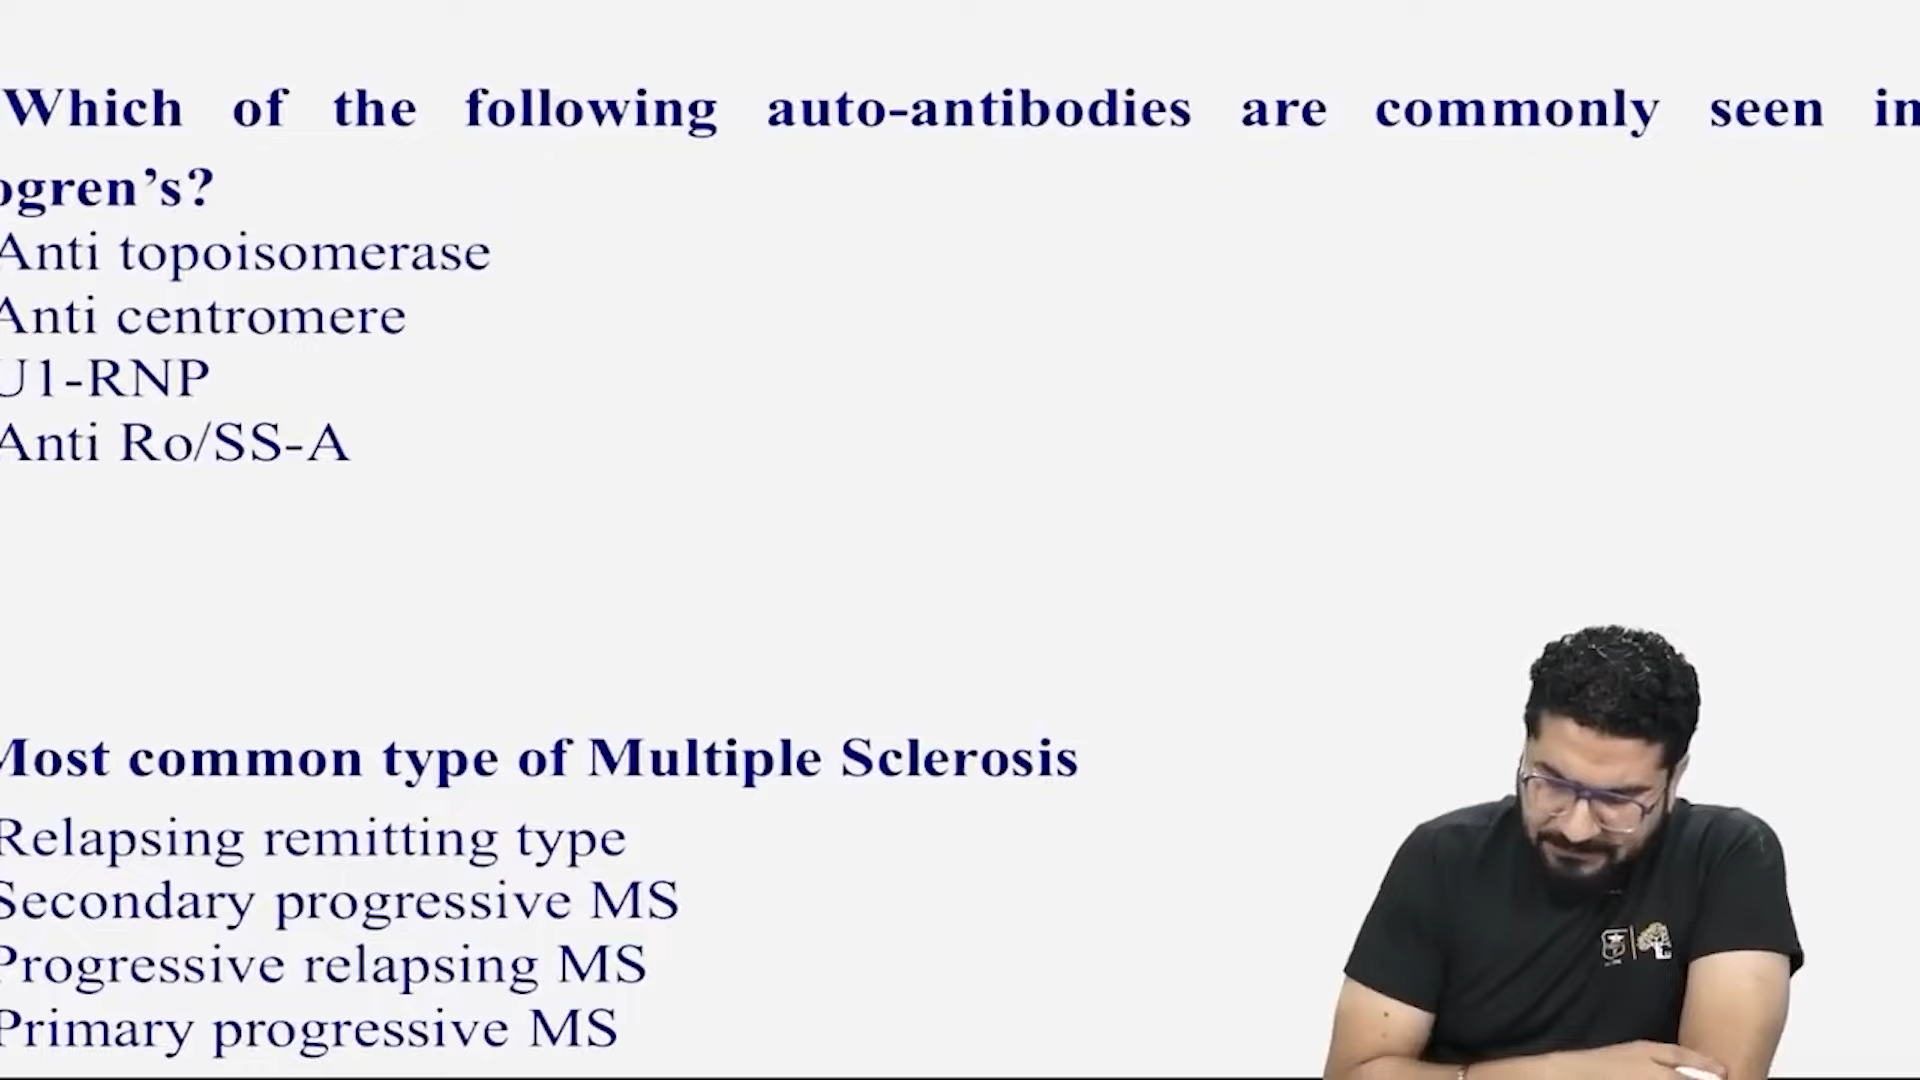 Which of the following auto-antibodies are commonly seen in
ogren’s?
Anti topoisomerase
Anti centromere
U1-RNP
Anti Ro/SS-A
Most common type of Multiple Sclerosis
Relapsing remitting type
Secondary progressive MS
Progressive relapsing MS
Primary progressive MS